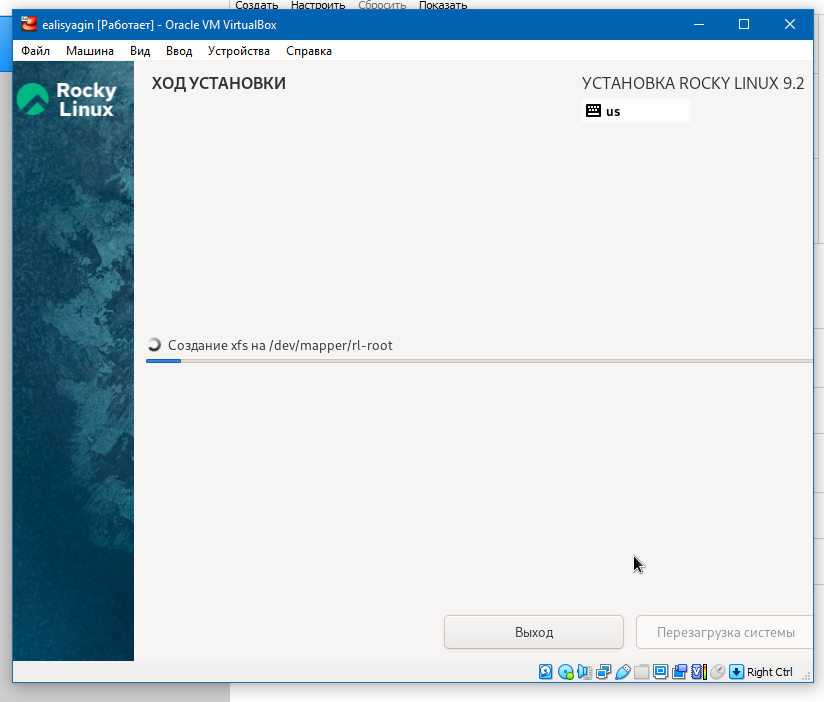 Создать Настроить Сбросить Показать
ealisyagin [Работает] - Oracle VM VirtualBox
Файл Машина Вид Ввод Устройства Справка
Rocky
Linux
ХОД УСТАНОВКИ
УСТАНОВКА ROCKY LINUX 9.2
us
Создание xfs на /dev/mapper/rl-root
Выход
Перезагрузка системы
Right Ctrl